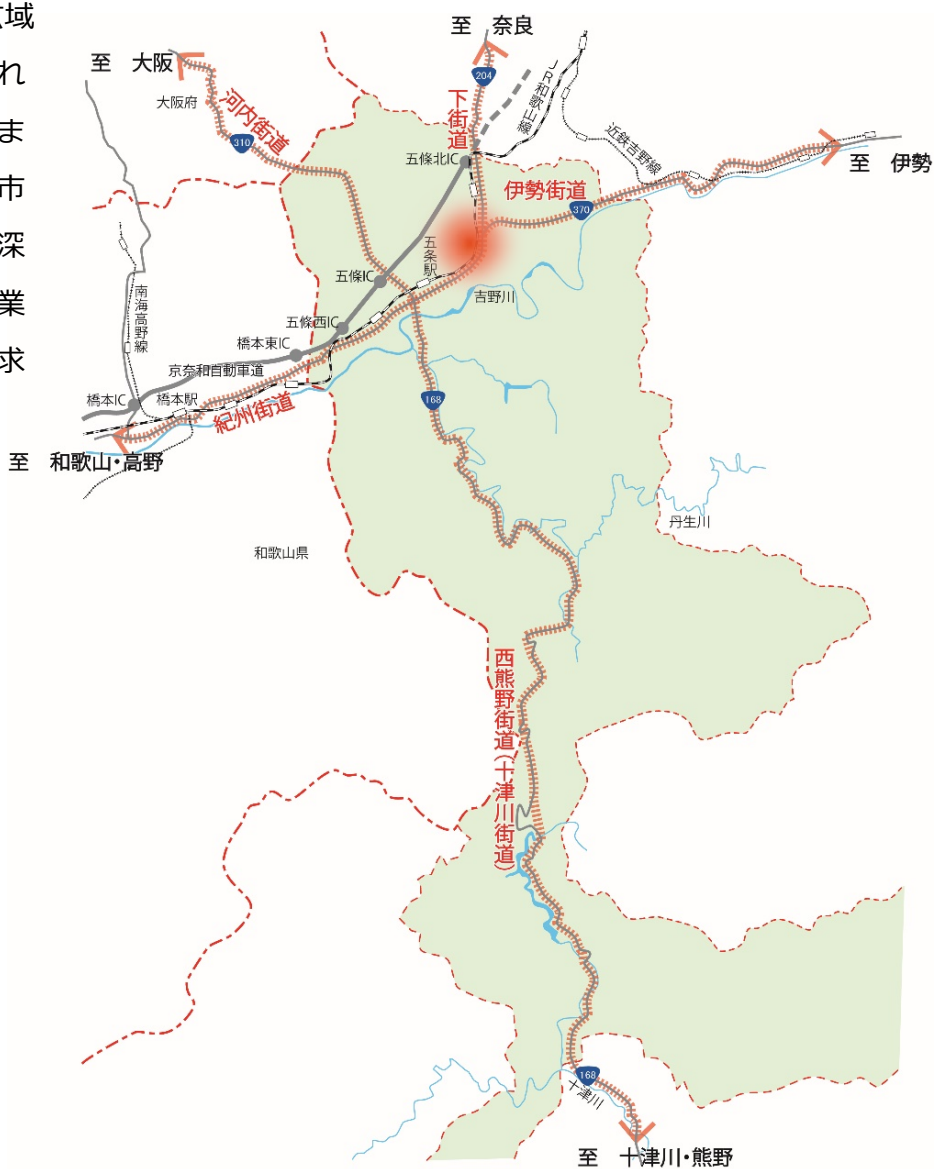 広域
れ
ま
市
深
業
求
至 奈良
至 大阪
204
大阪府
河内街道
下街道
JR和歌山線
310
近鉄吉野線
五條北IC
至 伊勢
伊勢街道
370
五条駅
五條IC
吉野川
南海高野線
五條西IC
橋本東IC
京奈和自動車道
橋本IC
橋本駅
紀州街道
168
至 和歌山・高野
丹生川
和歌山県
西熊野街道(十津川街道)
168
十津川
至 十津川・熊野